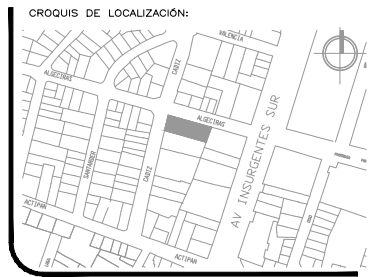 CROQUIS DE LOCALIZACIÓN:
VALENCIA
CADIZ
ALGECIRAS
ALGECIRAS
AV INSURGENTES SUR
SANTANDER
CADIZ
ACTIPAN
ACTIPAN